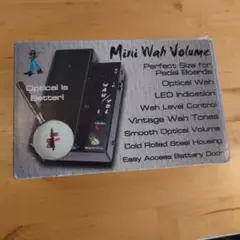 Mini Wah Volume
Perfect Size for
Pedal Boards
Optical Wah
LED Indication
Wah Level Control
Vintage Wah Tones
Smooth Optical Volume
Cold Rolled Steel Housing
Easy Access Battery Door
Optical is
Better!